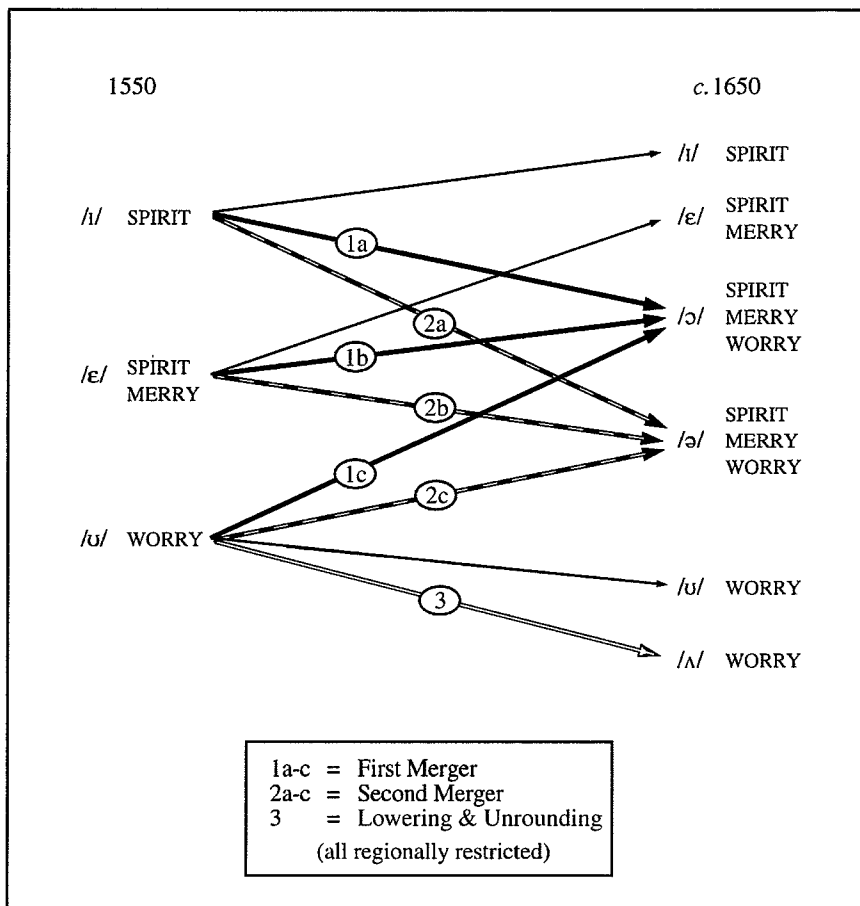 1550
c. 1650
/ɪ/ SPIRIT
/ɛ/ SPIRIT
MERRY
/ʊ/ WORRY
1a
2a
1b
2b
1c
2c
3
/ɪ/ SPIRIT
/ɛ/ SPIRIT
MERRY
/ɔ/ SPIRIT
MERRY
WORRY
/ə/ SPIRIT
MERRY
WORRY
/ʊ/ WORRY
/ʌ/ WORRY
1a-c = First Merger
2a-c = Second Merger
3 = Lowering & Unrounding
(all regionally restricted)